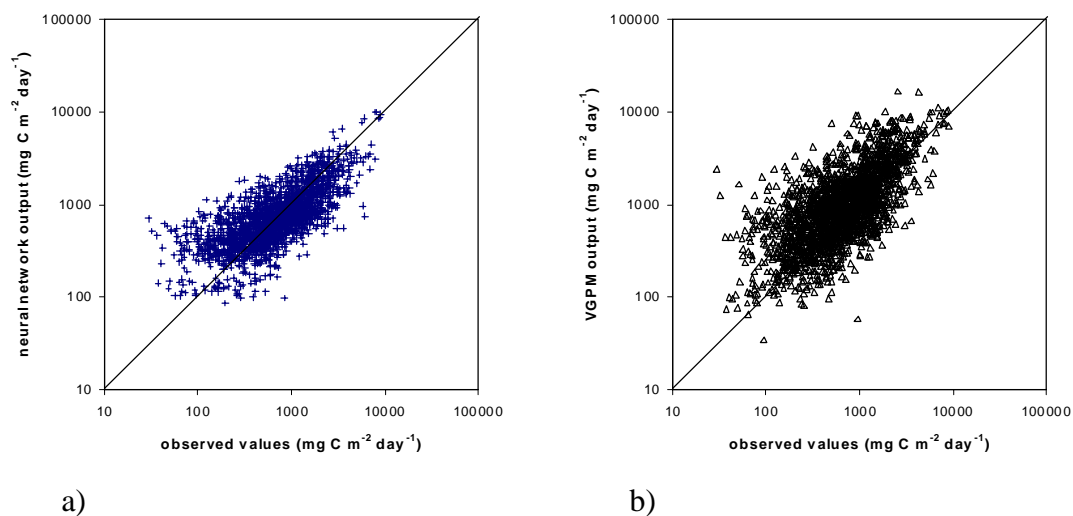 100000
10000
1000
100
10
neural network output (mg C m⁻² day⁻¹)
10 100 1000 10000 100000
observed values (mg C m⁻² day⁻¹)
a)
100000
10000
1000
100
10
VGPM output (mg C m⁻² day⁻¹)
10 100 1000 10000 100000
observed values (mg C m⁻² day⁻¹)
b)